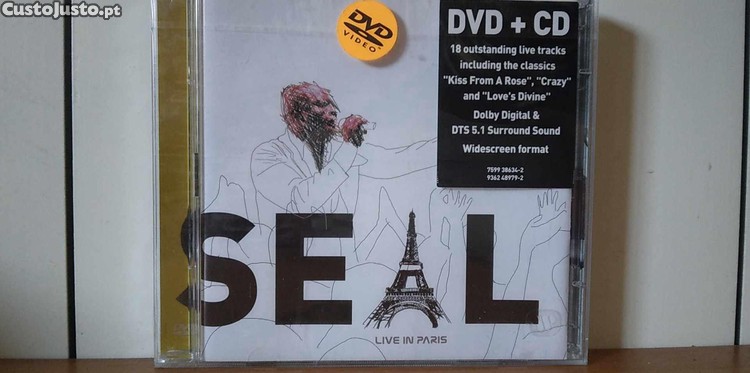 CustoJusto.pt
DVD
VIDEO
DVD + CD
18 outstanding live tracks
including the classics
"Kiss From A Rose", "Crazy"
and "Love's Divine"
Dolby Digital &
DTS 5.1 Surround Sound
Widescreen format
7599 38634-2
9362 48979-2
SEAL
LIVE IN PARIS